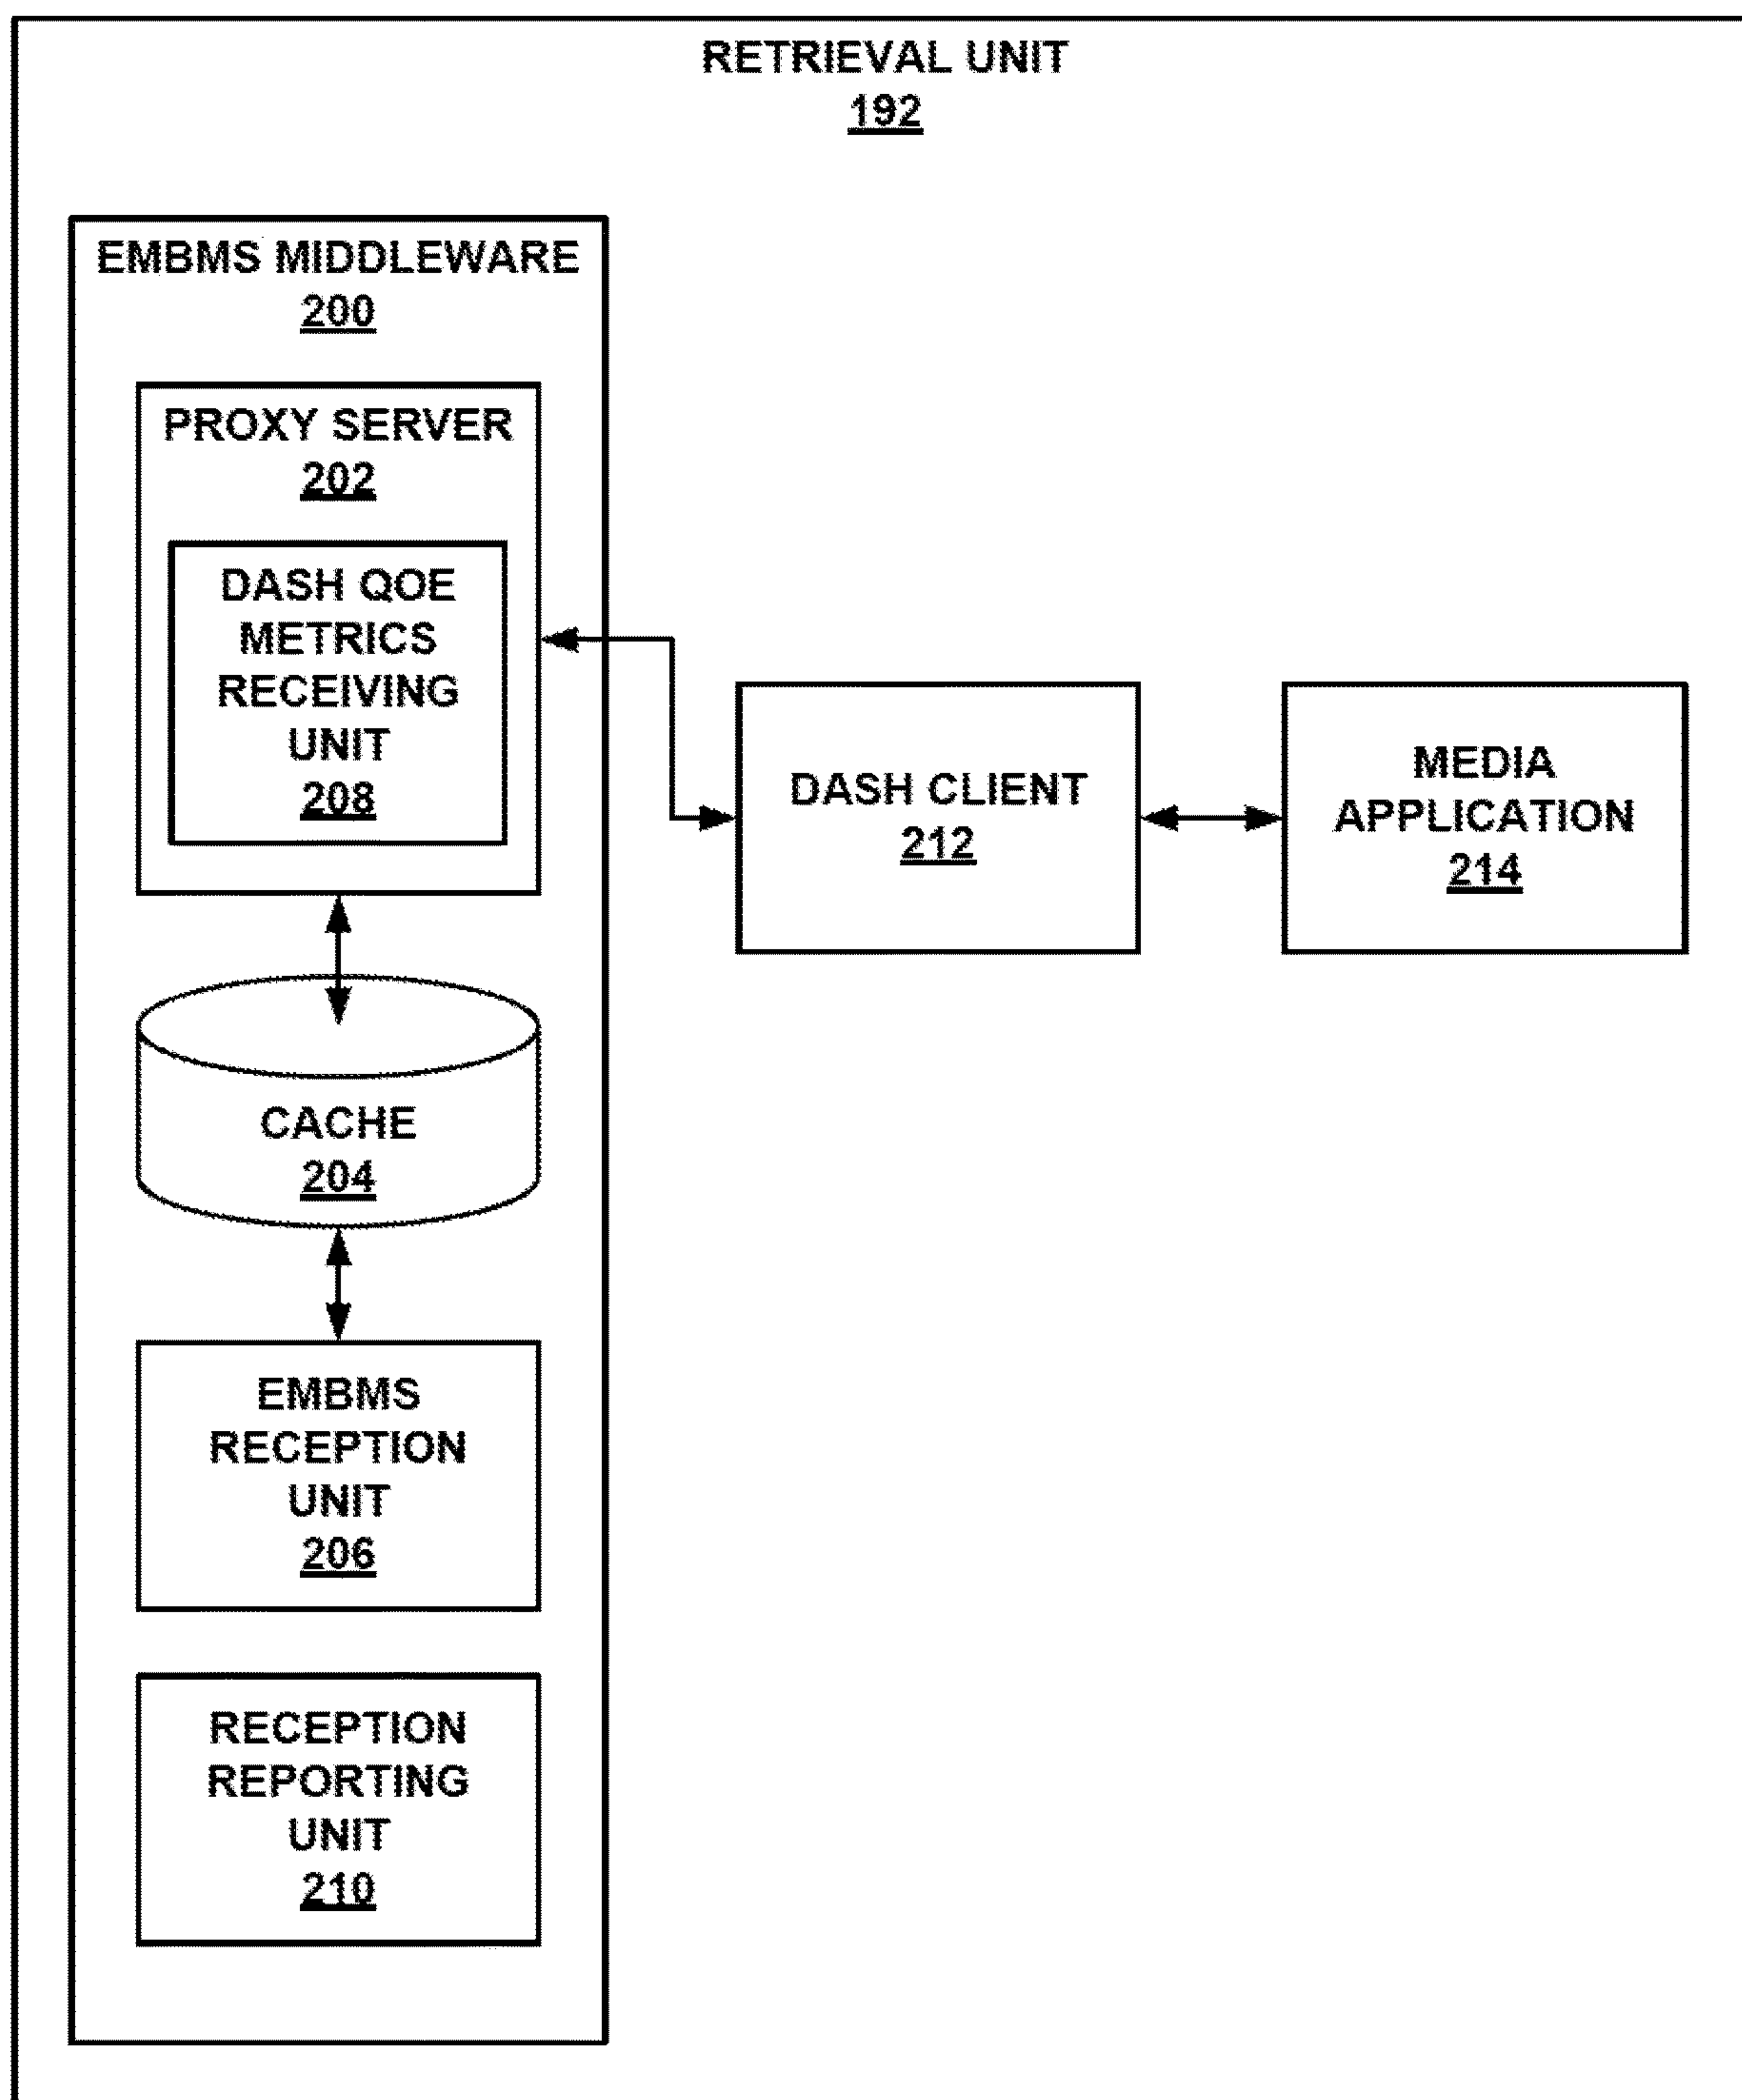 RETRIEVAL UNIT
192
EMBMS MIDDLEWARE
200
PROXY SERVER
202
DASH QOE
METRICS
RECEIVING
UNIT
208
DASH CLIENT
212
MEDIA
APPLICATION
214
CACHE
204
EMBMS
RECEPTION
UNIT
206
RECEPTION
REPORTING
UNIT
210